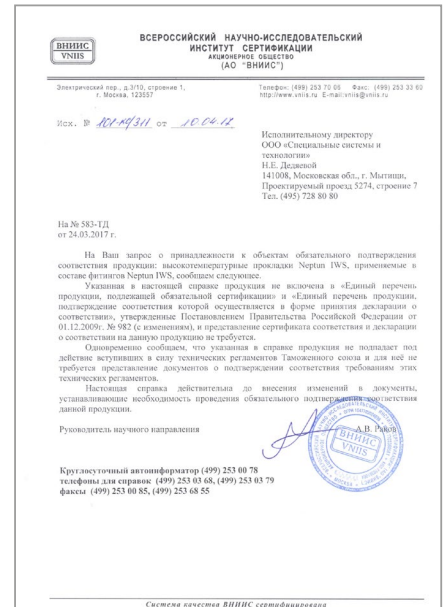 ВНИИС
VNIIS
ВСЕРОССИЙСКИЙ НАУЧНО-ИССЛЕДОВАТЕЛЬСКИЙ
ИНСТИТУТ СЕРТИФИКАЦИИ
АКЦИОНЕРНОЕ ОБЩЕСТВО
(АО "ВНИИС")
Электрический пер., д.3/10, строение 1,
г. Москва, 123557
Телефон: (499) 253 70 06 Факс: (499) 253 33 60
http://www.vniis.ru E-mail:vniis@vniis.ru
Исх. № 101-КС/311 от 10.04.17
Исполнительному директору
ООО «Специальные системы и
технологии»
Н.Е. Дедяевой
141008, Московская обл., г. Мытищи,
Проектируемый проезд 5274, строение 7
Тел. (495) 728 80 80
На № 583-ТД
от 24.03.2017 г.
На Ваш запрос о принадлежности к объектам обязательного подтверждения
соответствия продукции: высокотемпературные прокладки Neptun IWS, применяемые в
составе фитингов Neptun IWS, сообщаем следующее.
Указанная в настоящей справке продукция не включена в «Единый перечень
продукции, подлежащей обязательной сертификации» и «Единый перечень продукции,
подтверждение соответствия которой осуществляется в форме принятия декларации о
соответствии», утвержденные Постановлением Правительства Российской Федерации от
01.12.2009г. № 982 (с изменениям), и представление сертификата соответствия и декларации
о соответствии на данную продукцию не требуется.
Одновременно сообщаем, что указанная в справке продукция не подпадает под
действие вступивших в силу технических регламентов Таможенного союза и для неё не
требуется представление документов о подтверждении соответствия требованиям этих
технических регламентов.
Настоящая справка действительна до внесения изменений в документы,
устанавливающие необходимость проведения обязательного подтверждения соответствия
данной продукции.
Руководитель научного направления
А.В. Раков
ВНИИС
VNIIS
Круглосуточный автоинформатор (499) 253 00 78
телефоны для справок (499) 253 03 68, (499) 253 03 79
факсы (499) 253 00 85, (499) 253 68 55
Система качества ВНИИС сертифицирована